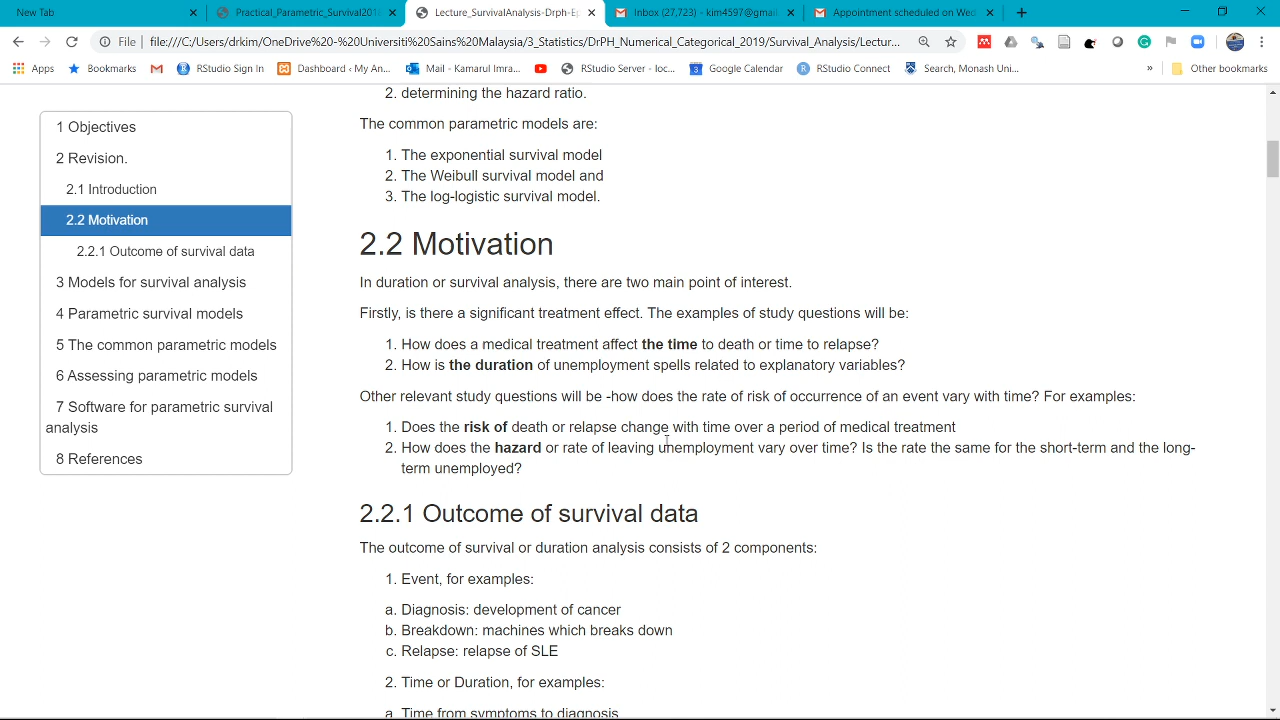 New Tab
Practical_Parametric_Survival201
Lecture_SurvivalAnalysis-Drph-Ep
Inbox (27,723) - kim4597@gmail
Appointment scheduled on Wed
File
file:///C:/Users/drkim/OneDrive%20-%20Universiti%20Sains%20Malaysia/3_Statistics/DrPH_Numerical_Categorical_2019/Survival_Analysis/Lectur...
Apps
Bookmarks
RStudio Sign In
Dashboard ‹ My An...
Mail - Kamarul Imra...
RStudio Server - loc...
Google Calendar
RStudio Connect
Search, Monash Uni...
»
Other bookmarks
1 Objectives
2 Revision.
2.1 Introduction
2.2 Motivation
2.2.1 Outcome of survival data
3 Models for survival analysis
4 Parametric survival models
5 The common parametric models
6 Assessing parametric models
7 Software for parametric survival
analysis
8 References
2. determining the hazard ratio.
The common parametric models are:
1. The exponential survival model
2. The Weibull survival model and
3. The log-logistic survival model.
2.2 Motivation
In duration or survival analysis, there are two main point of interest.
Firstly, is there a significant treatment effect. The examples of study questions will be:
1. How does a medical treatment affect the time to death or time to relapse?
2. How is the duration of unemployment spells related to explanatory variables?
Other relevant study questions will be -how does the rate of risk of occurrence of an event vary with time? For examples:
1. Does the risk of death or relapse change with time over a period of medical treatment
2. How does the hazard or rate of leaving unemployment vary over time? Is the rate the same for the short-term and the long-
term unemployed?
2.2.1 Outcome of survival data
The outcome of survival or duration analysis consists of 2 components:
1. Event, for examples:
a. Diagnosis: development of cancer
b. Breakdown: machines which breaks down
c. Relapse: relapse of SLE
2. Time or Duration, for examples:
a. Time from symptoms to diagnosis